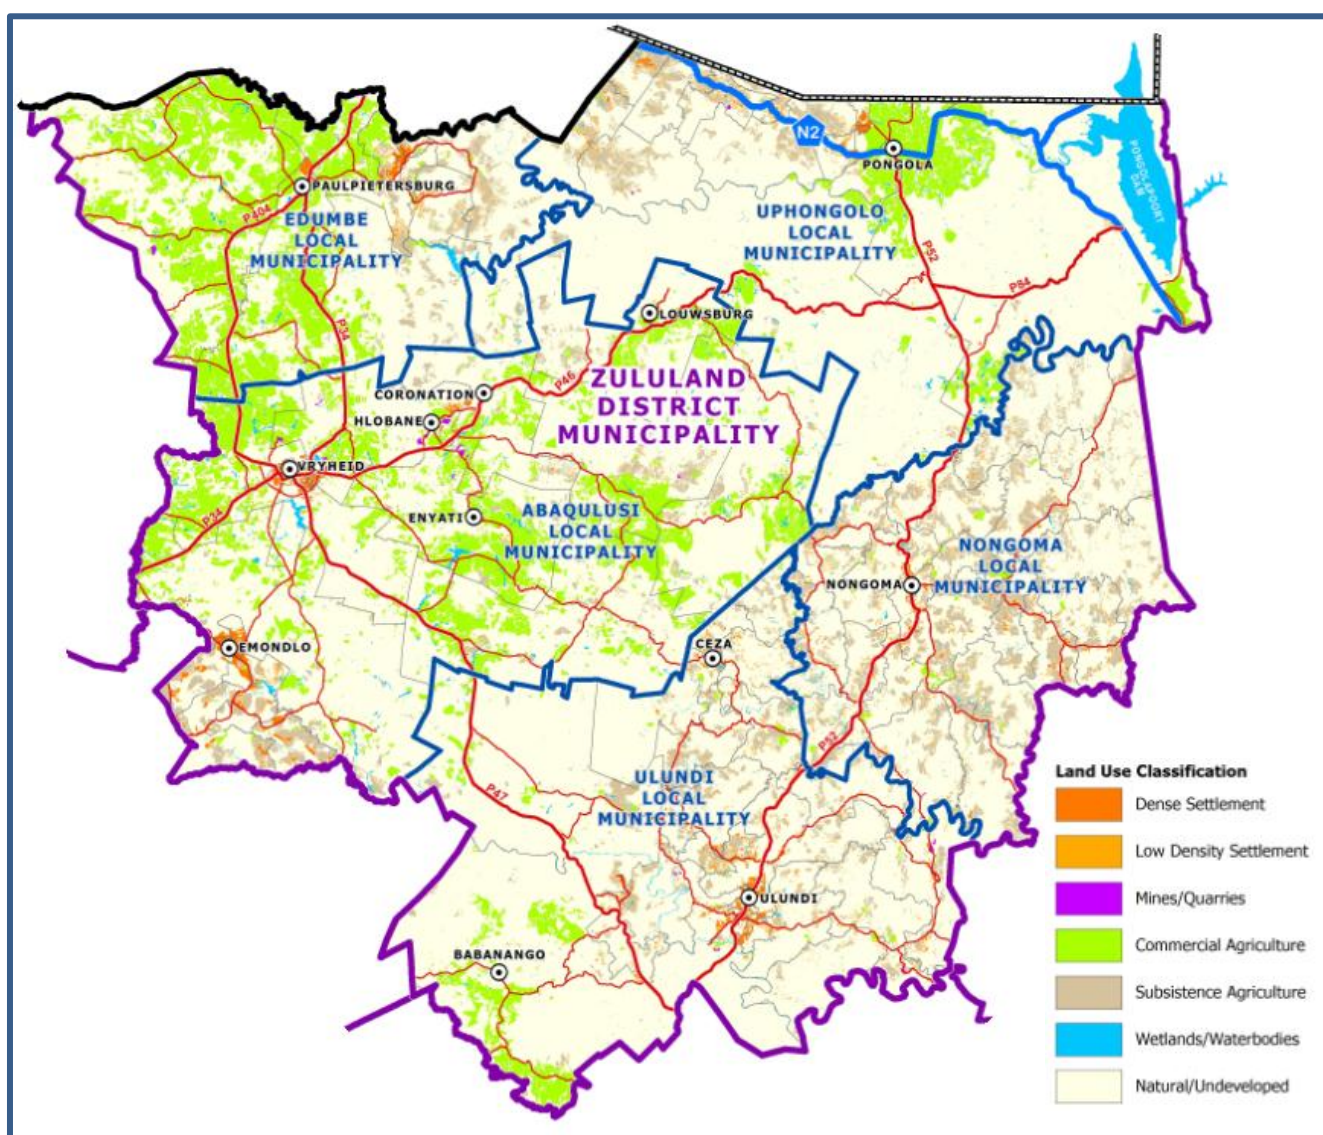 N2
PONGOLA
PONGOLAPOORT
DAM
PAULPIETERSBURG
P404
EDUMBE
LOCAL
MUNICIPALITY
UPHONGOLO
LOCAL
MUNICIPALITY
P52
P84
P34
LOUWSBURG
CORONATION
P46
HLOBANE
ZULULAND
DISTRICT
MUNICIPALITY
VRYHEID
P34
ENYATI
ABAQULUSI
LOCAL
MUNICIPALITY
NONGOMA
LOCAL
MUNICIPALITY
NONGOMA
EMONDLO
CEZA
P52
ULUNDI
LOCAL
MUNICIPALITY
P47
ULUNDI
BABANANGO
Land Use Classification
Dense Settlement
Low Density Settlement
Mines/Quarries
Commercial Agriculture
Subsistence Agriculture
Wetlands/Waterbodies
Natural/Undeveloped